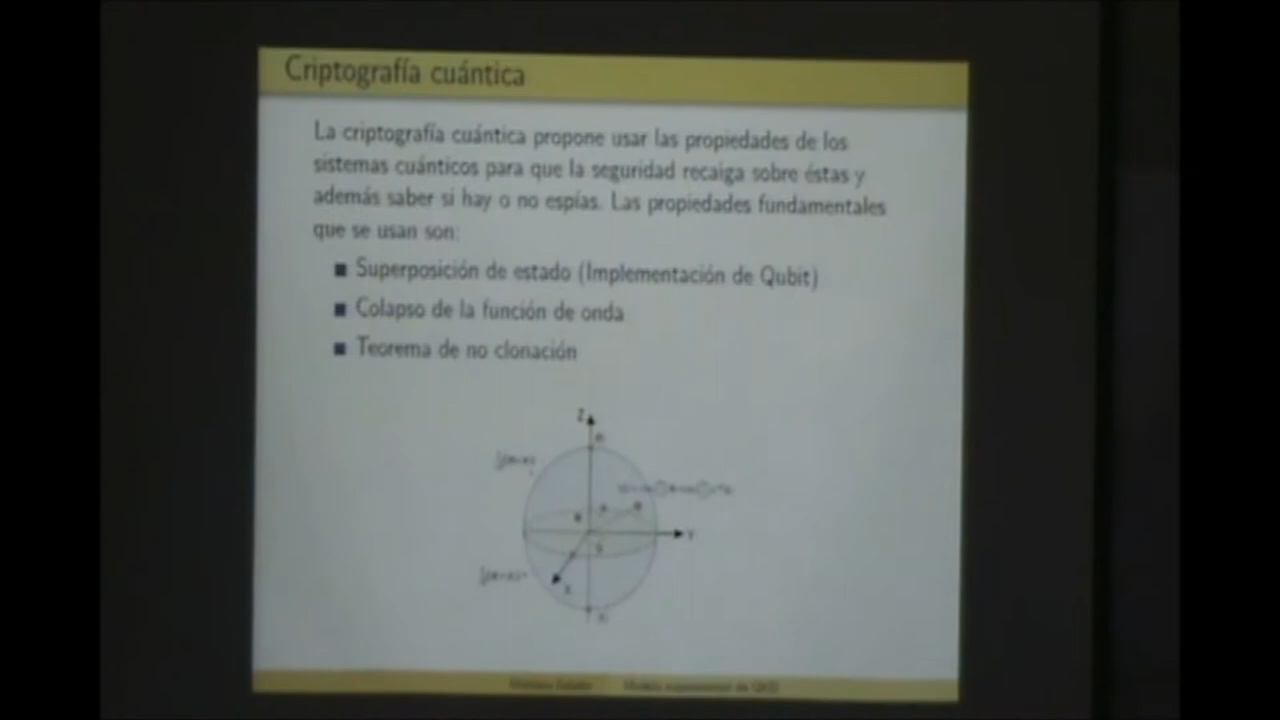 Criptografía cuántica
La criptografía cuántica propone usar las propiedades de los
sistemas cuánticos para que la seguridad recaiga sobre éstas y
además saber si hay o no espías. Las propiedades fundamentales
que se usan son:
Superposición de estado (Implementación de Qubit)
Colapso de la función de onda
Teorema de no clonación
Z
Y
X